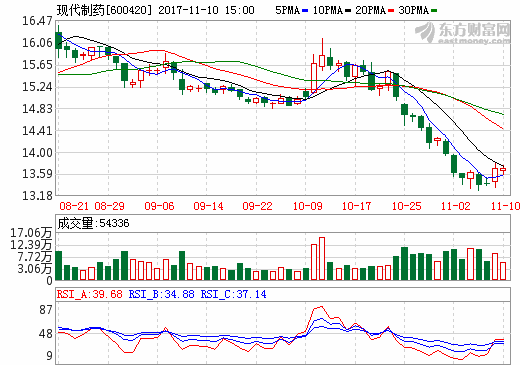 现代制药[600420] 2017-11-10 15:00 5PMA 10PMA 20PMA 30PMA
东方财富网
eastmoney.com
16.47
16.06
15.65
15.24
14.83
14.41
14.00
13.59
13.18
08-21 08-29 09-06 09-14 09-22 10-09 10-17 10-25 11-02 11-10
成交量:54336
17.06万
12.39万
7.72万
3.06万
0
RSI_A:39.68 RSI_B:34.88 RSI_C:37.14
87
48
9